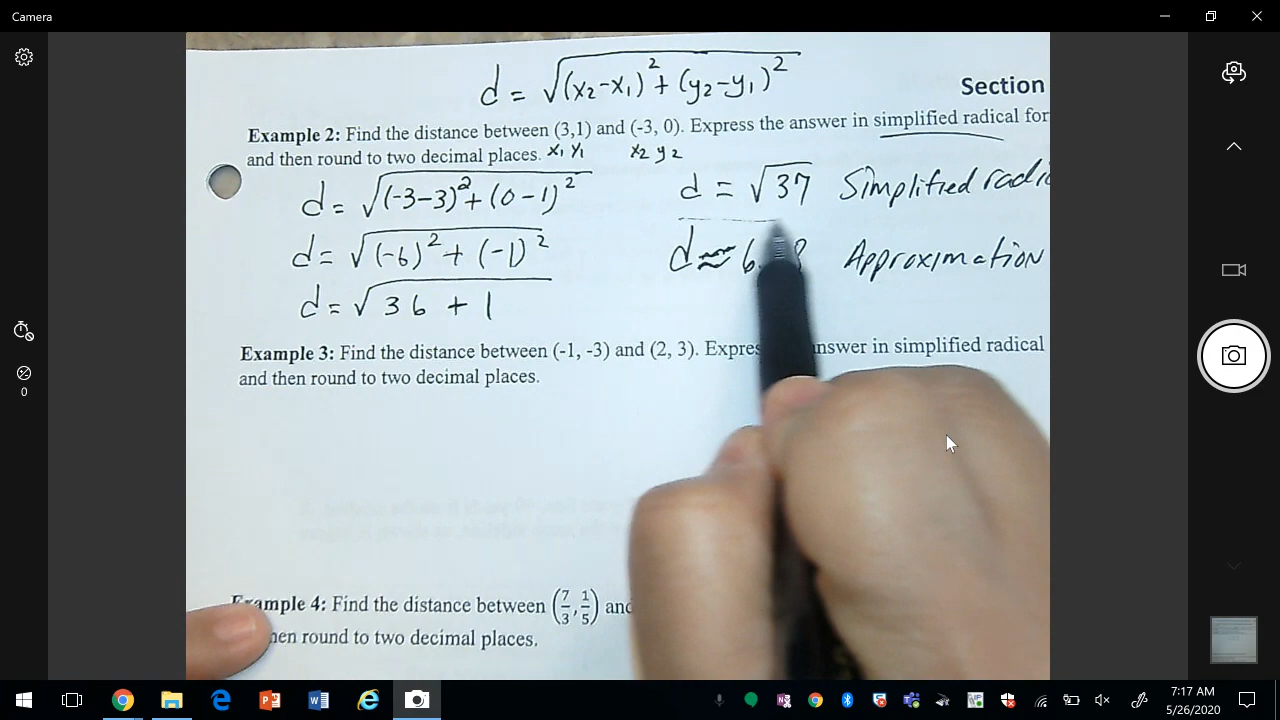 Camera
d = √(x2-x1)²+(y2-y1)²
Section
Example 2: Find the distance between (3,1) and (-3, 0). Express the answer in simplified radical for
and then round to two decimal places. x1 y1 x2 y2
d = √(-3-3)²+(0-1)²
d = √37 Simplified radi
d = √(-6)²+(-1)²
d ≈ 6. 8 Approximation
d = √36 + 1
Example 3: Find the distance between (-1, -3) and (2, 3). Expres answer in simplified radical
and then round to two decimal places.
Example 4: Find the distance between (7/3, 1/5) and
hen round to two decimal places.
0
7:17 AM
5/26/2020